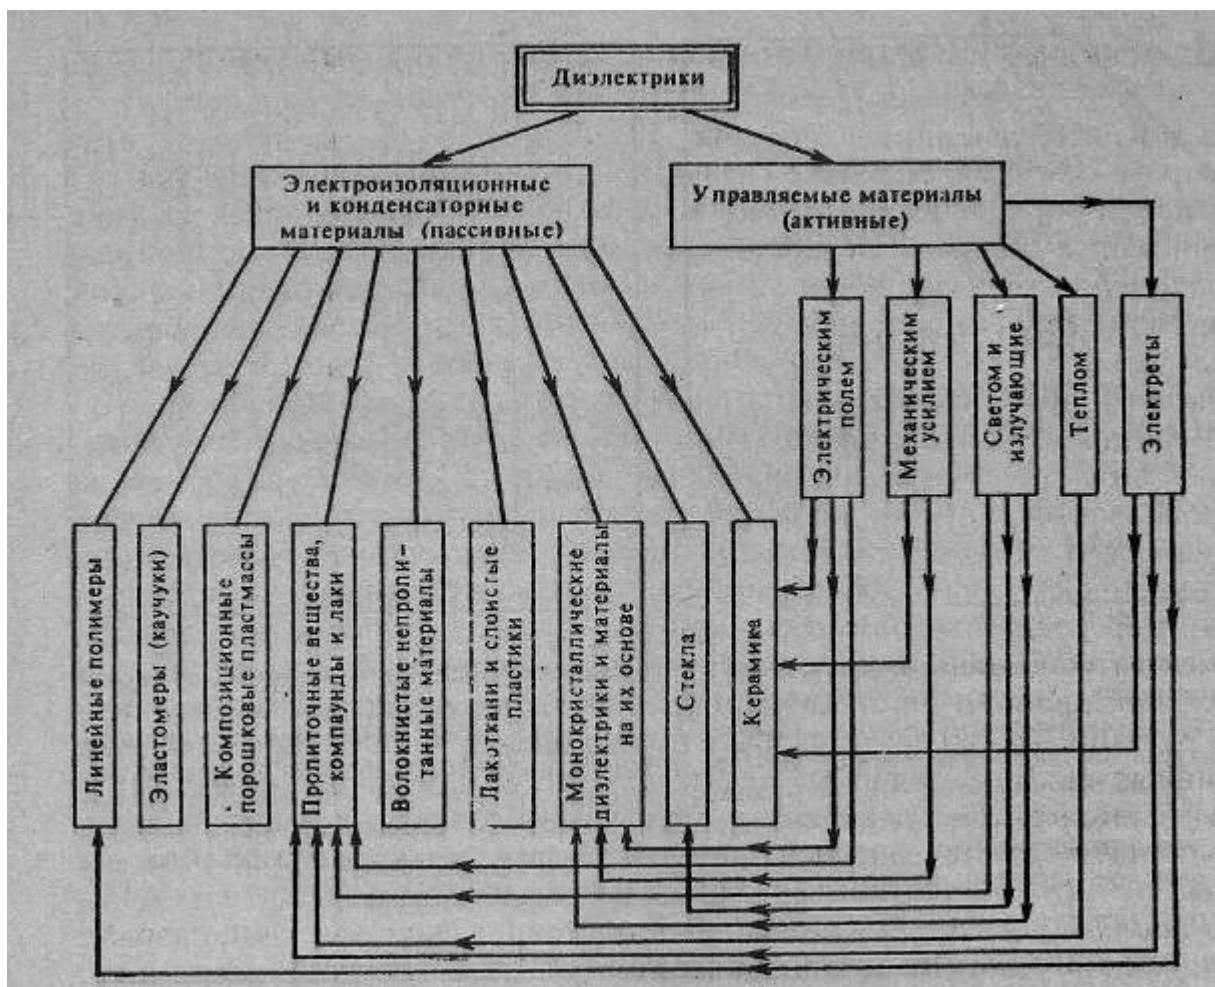 Диэлектрики
Электроизоляционные
и конденсаторные
материалы (пассивные)
Управляемые материалы
(активные)
Электрическим
полем
Механическим
усилием
Светом и
излучающие
Теплом
Электреты
Линейные полимеры
Эластомеры (каучуки)
Композиционные
порошковые пластмассы
Пропиточные вещества,
компаунды и лаки
Волокнистые непропи-
танные материалы
Лакоткани и слоистые
пластики
Монокристаллические
диэлектрики и материалы
на их основе
Стекла
Керамика